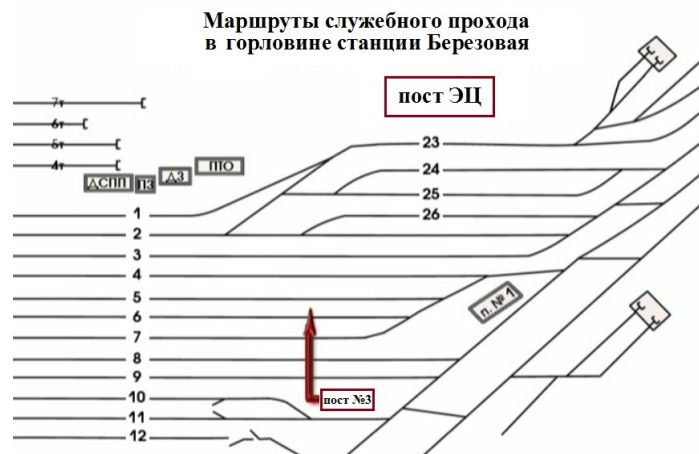 Маршруты служебного прохода
в горловине станции Березовая
пост ЭЦ
7т
6т
5т
4т
ДСПП
ПЗ
ДЗ
ПТО
23
24
25
26
1
2
3
4
5
6
7
8
9
10
11
12
п. № 1
пост №3